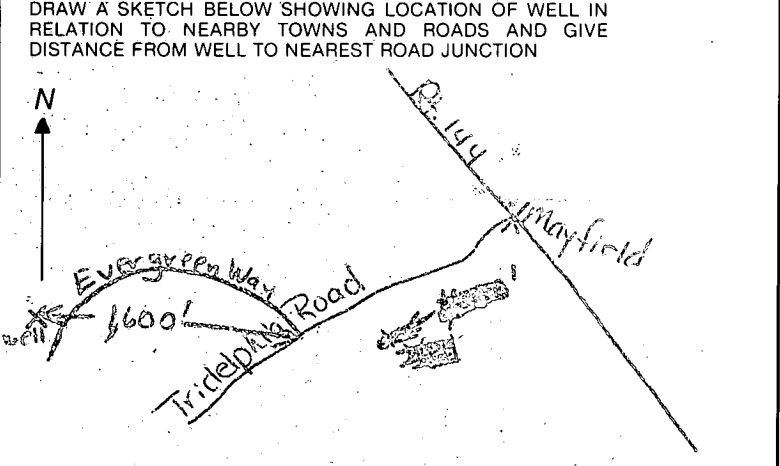 DRAW A SKETCH BELOW SHOWING LOCATION OF WELL IN
RELATION TO NEARBY TOWNS AND ROADS AND GIVE
DISTANCE FROM WELL TO NEAREST ROAD JUNCTION
N
Rt. 144
Mayfield
Evergreen Way
well
1600'
Tridelphia Road